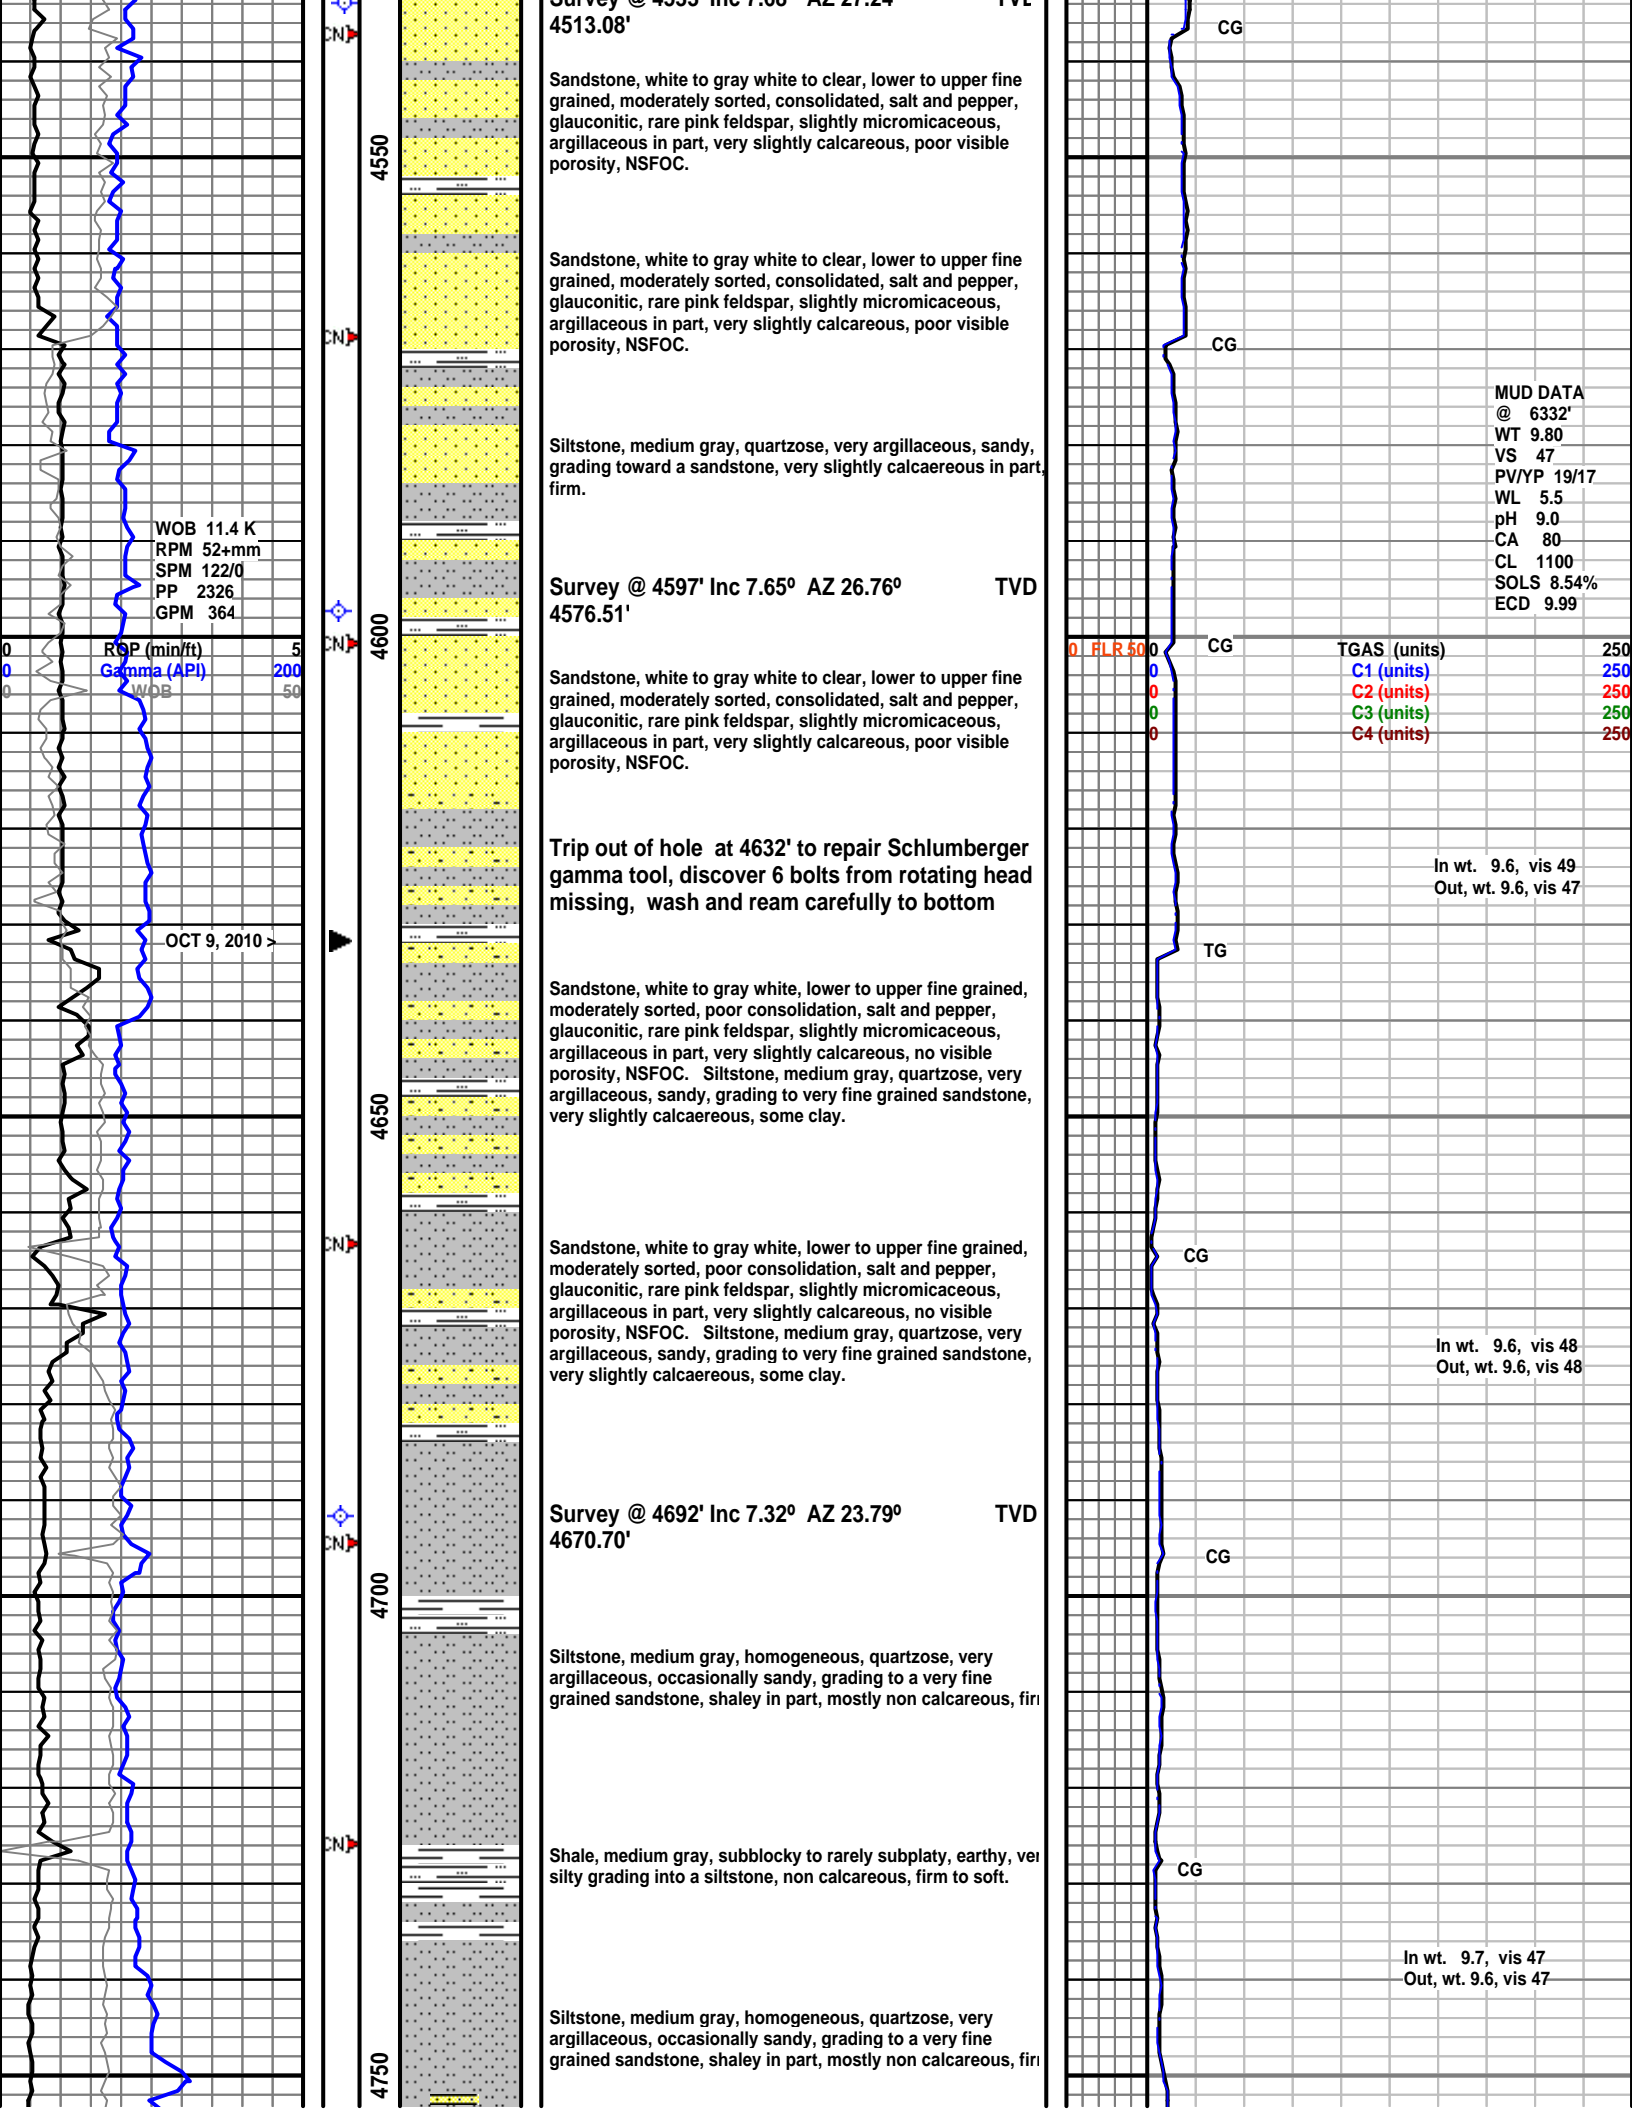 4513.08'
CG
Sandstone, white to gray white to clear, lower to upper fine
grained, moderately sorted, consolidated, salt and pepper,
glauconitic, rare pink feldspar, slightly micromicaceous,
argillaceous in part, very slightly calcareous, poor visible
porosity, NSFOC.
4550
Sandstone, white to gray white to clear, lower to upper fine
grained, moderately sorted, consolidated, salt and pepper,
glauconitic, rare pink feldspar, slightly micromicaceous,
argillaceous in part, very slightly calcareous, poor visible
porosity, NSFOC.
CG
MUD DATA
@ 6332'
WT 9.80
VS 47
PV/YP 19/17
WL 5.5
pH 9.0
CA 80
CL 1100
SOLS 8.54%
ECD 9.99
Siltstone, medium gray, quartzose, very argillaceous, sandy,
grading toward a sandstone, very slightly calcaereous in part,
firm.
WOB 11.4 K
RPM 52+mm
SPM 122/0
PP 2326
GPM 364
Survey @ 4597' Inc 7.65º AZ 26.76º TVD
4576.51'
4600
0 ROP (min/ft) 5
0 Gamma (API) 200
0 WOB 50
CG
0 FLR 50
0 TGAS (units) 250
0 C1 (units) 250
0 C2 (units) 250
0 C3 (units) 250
0 C4 (units) 250
Sandstone, white to gray white to clear, lower to upper fine
grained, moderately sorted, consolidated, salt and pepper,
glauconitic, rare pink feldspar, slightly micromicaceous,
argillaceous in part, very slightly calcareous, poor visible
porosity, NSFOC.
Trip out of hole at 4632' to repair Schlumberger
gamma tool, discover 6 bolts from rotating head
missing, wash and ream carefully to bottom
In wt. 9.6, vis 49
Out, wt. 9.6, vis 47
OCT 9, 2010 >
TG
Sandstone, white to gray white, lower to upper fine grained,
moderately sorted, poor consolidation, salt and pepper,
glauconitic, rare pink feldspar, slightly micromicaceous,
argillaceous in part, very slightly calcareous, no visible
porosity, NSFOC. Siltstone, medium gray, quartzose, very
argillaceous, sandy, grading to very fine grained sandstone,
very slightly calcaereous, some clay.
4650
Sandstone, white to gray white, lower to upper fine grained,
moderately sorted, poor consolidation, salt and pepper,
glauconitic, rare pink feldspar, slightly micromicaceous,
argillaceous in part, very slightly calcareous, no visible
porosity, NSFOC. Siltstone, medium gray, quartzose, very
argillaceous, sandy, grading to very fine grained sandstone,
very slightly calcaereous, some clay.
CG
In wt. 9.6, vis 48
Out, wt. 9.6, vis 48
Survey @ 4692' Inc 7.32º AZ 23.79º TVD
4670.70'
CG
4700
Siltstone, medium gray, homogeneous, quartzose, very
argillaceous, occasionally sandy, grading to a very fine
grained sandstone, shaley in part, mostly non calcareous,
Shale, medium gray, subblocky to rarely subplaty, earthy,
silty grading into a siltstone, non calcareous, firm to soft.
CG
In wt. 9.7, vis 47
Out, wt. 9.6, vis 47
Siltstone, medium gray, homogeneous, quartzose, very
argillaceous, occasionally sandy, grading to a very fine
grained sandstone, shaley in part, mostly non calcareous,
4750